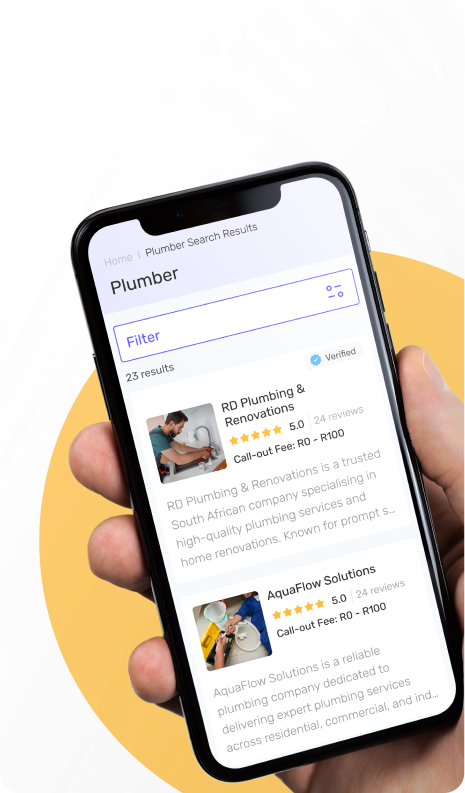 Home | Plumber Search Results
Plumber
Filter
23 results
Verified
RD Plumbing &
Renovations
5.0 | 24 reviews
Call-out Fee: R0 - R100
RD Plumbing & Renovations is a trusted
South African company specialising in
high-quality plumbing services and
home renovations. Known for prompt s...
AquaFlow Solutions
5.0 | 24 reviews
Call-out Fee: R0 - R100
AquaFlow Solutions is a reliable
plumbing company dedicated to
delivering expert plumbing services
across residential, commercial, and ind...